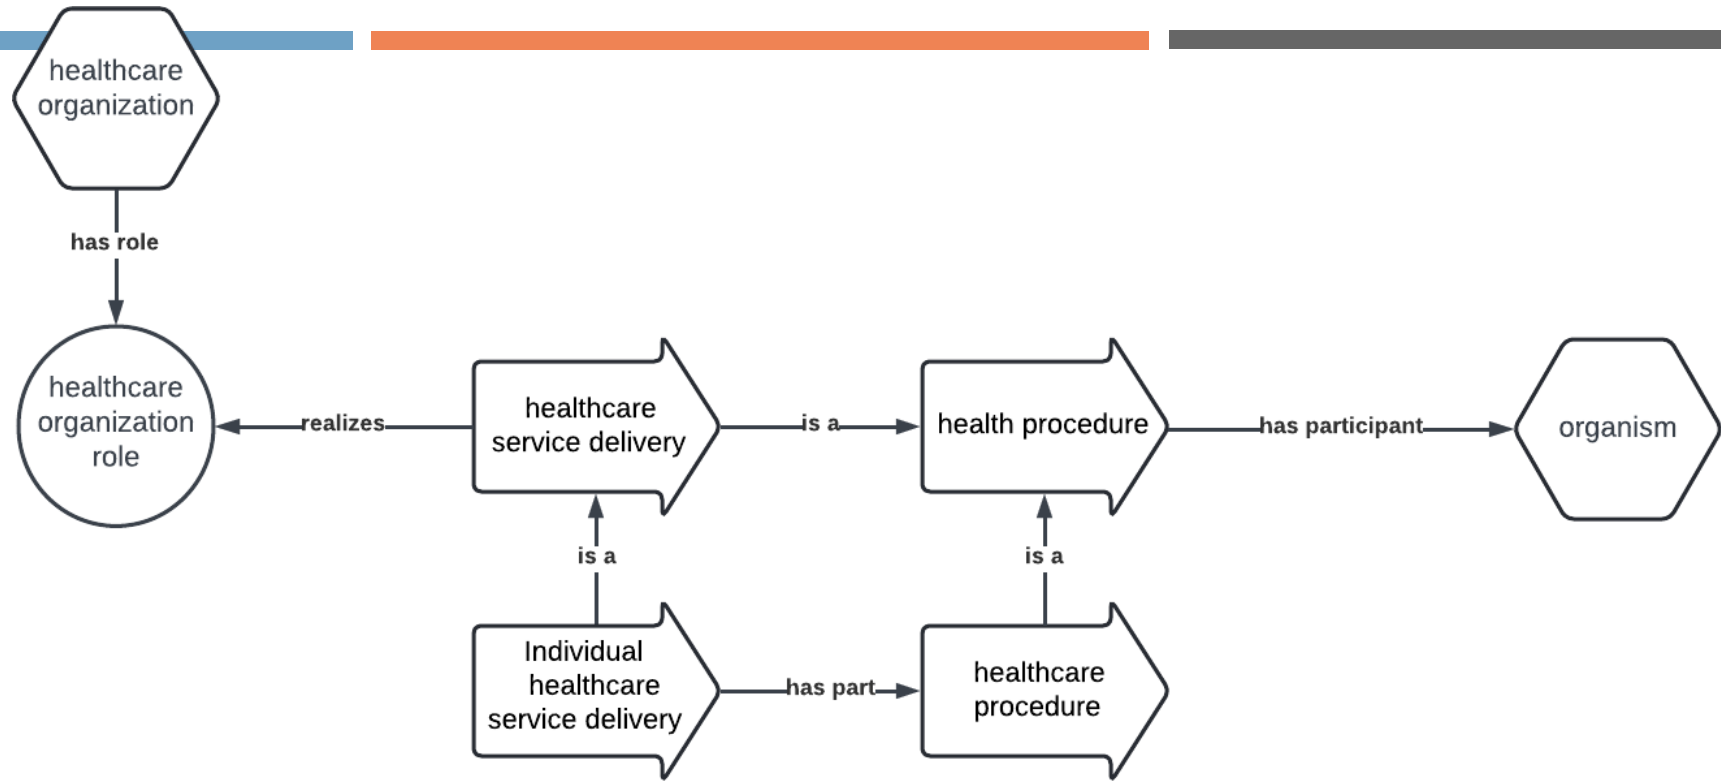 healthcare
organization
has role
healthcare
organization
role
realizes
healthcare
service delivery
is a
health procedure
has participant
organism
is a
is a
Individual
healthcare
service delivery
has part
healthcare
procedure